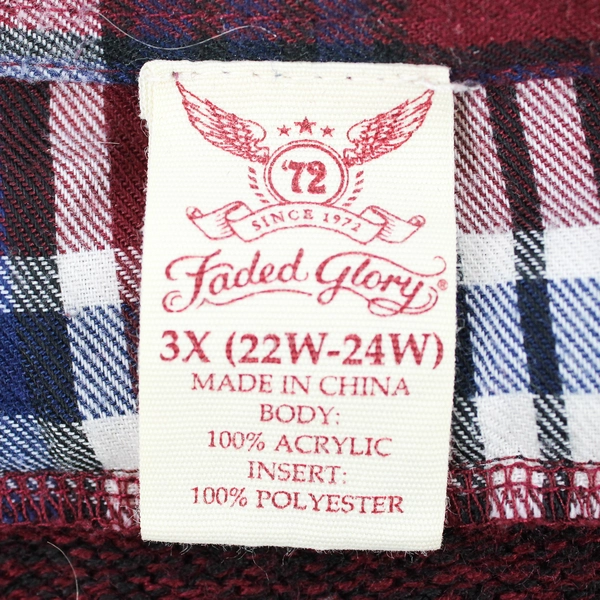 '72
SINCE 1972
Faded Glory®
3X (22W-24W)
MADE IN CHINA
BODY:
100% ACRYLIC
INSERT:
100% POLYESTER